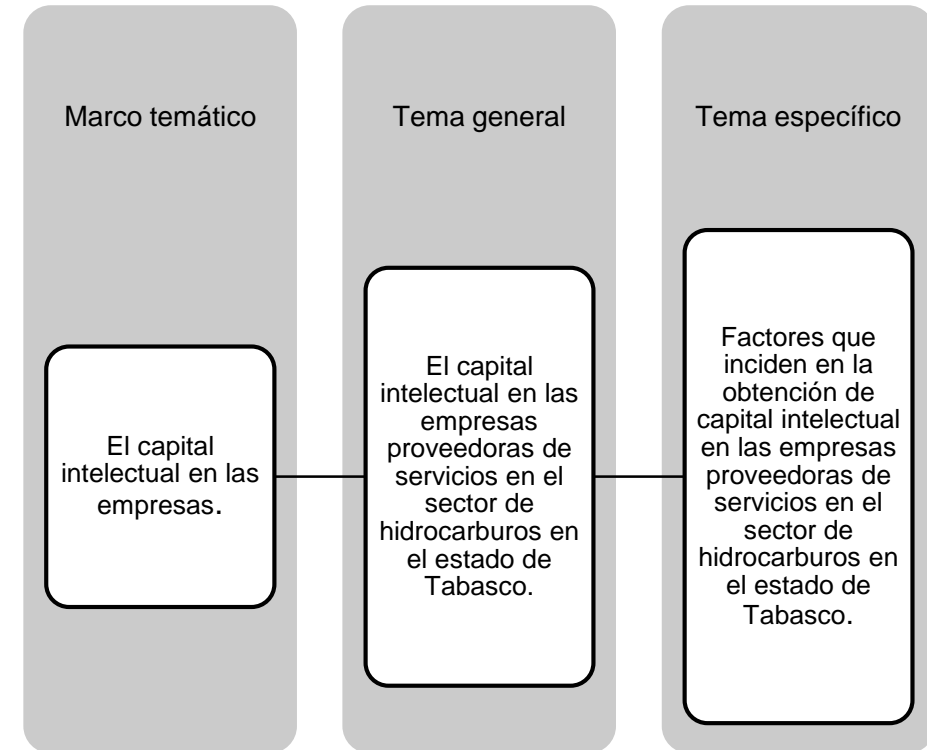 Marco temático
Tema general
Tema específico
El capital
intelectual en las
empresas.
El capital
intelectual en las
empresas
proveedoras de
servicios en el
sector de
hidrocarburos en
el estado de
Tabasco.
Factores que
inciden en la
obtención de
capital intelectual
en las empresas
proveedoras de
servicios en el
sector de
hidrocarburos en
el estado de
Tabasco.